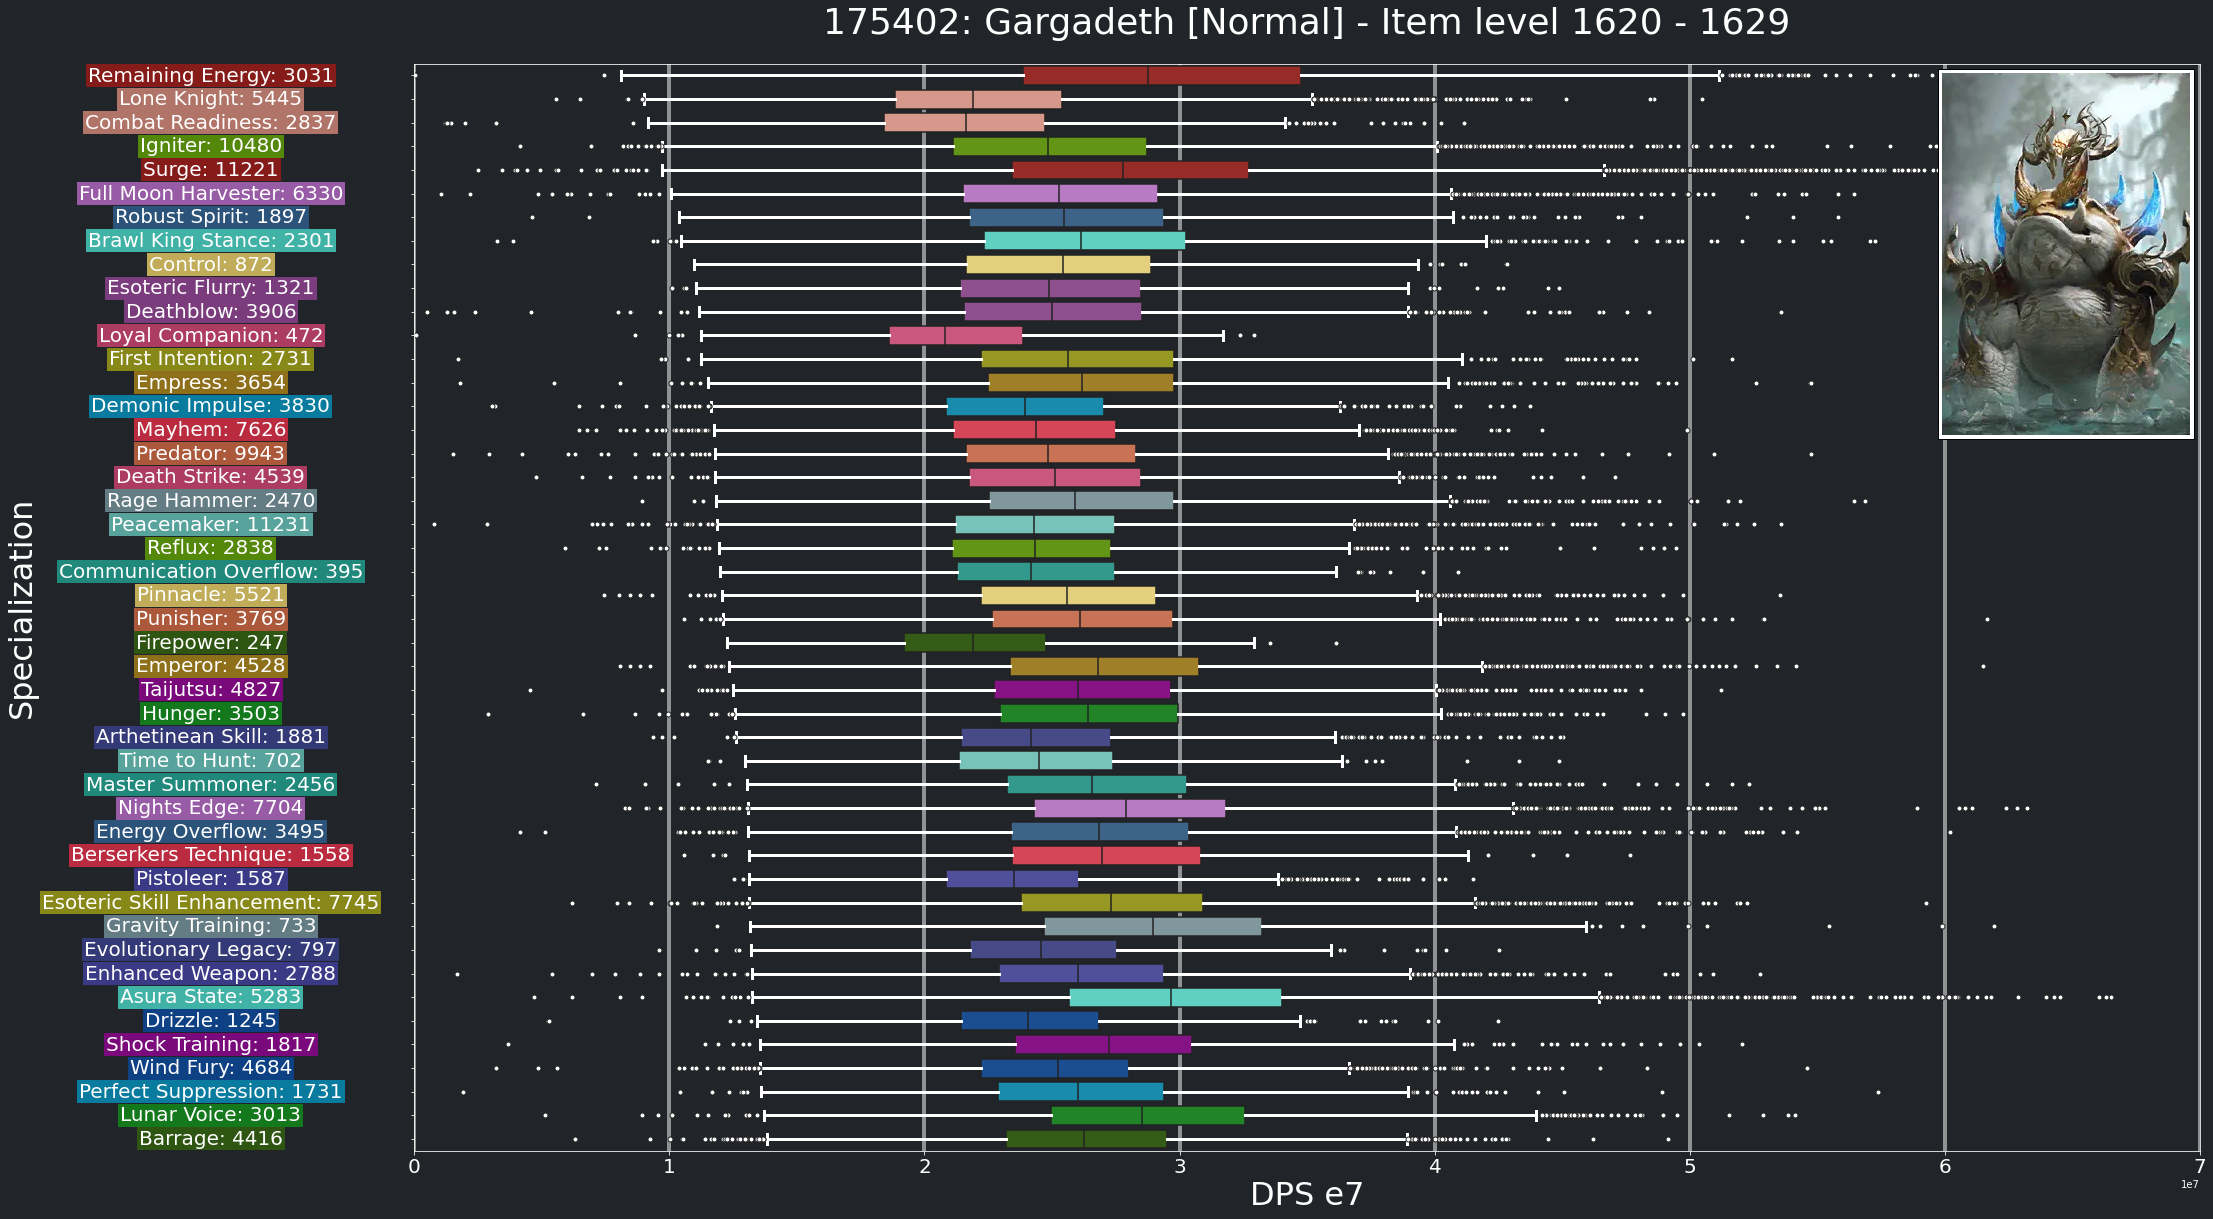 175402: Gargadeth [Normal] - Item level 1620 - 1629
Remaining Energy: 3031
Lone Knight: 5445
Combat Readiness: 2837
Igniter: 10480
Surge: 11221
Full Moon Harvester: 6330
Robust Spirit: 1897
Brawl King Stance: 2301
Control: 872
Esoteric Flurry: 1321
Deathblow: 3906
Loyal Companion: 472
First Intention: 2731
Empress: 3654
Demonic Impulse: 3830
Mayhem: 7626
Predator: 9943
Death Strike: 4539
Rage Hammer: 2470
Peacemaker: 11231
Reflux: 2838
Communication Overflow: 395
Pinnacle: 5521
Punisher: 3769
Firepower: 247
Emperor: 4528
Taijutsu: 4827
Hunger: 3503
Arthetinean Skill: 1881
Time to Hunt: 702
Master Summoner: 2456
Nights Edge: 7704
Energy Overflow: 3495
Berserkers Technique: 1558
Pistoleer: 1587
Esoteric Skill Enhancement: 7745
Gravity Training: 733
Evolutionary Legacy: 797
Enhanced Weapon: 2788
Asura State: 5283
Drizzle: 1245
Shock Training: 1817
Wind Fury: 4684
Perfect Suppression: 1731
Lunar Voice: 3013
Barrage: 4416
Specialization
0 1 2 3 4 5 6 7
1e7
DPS e7